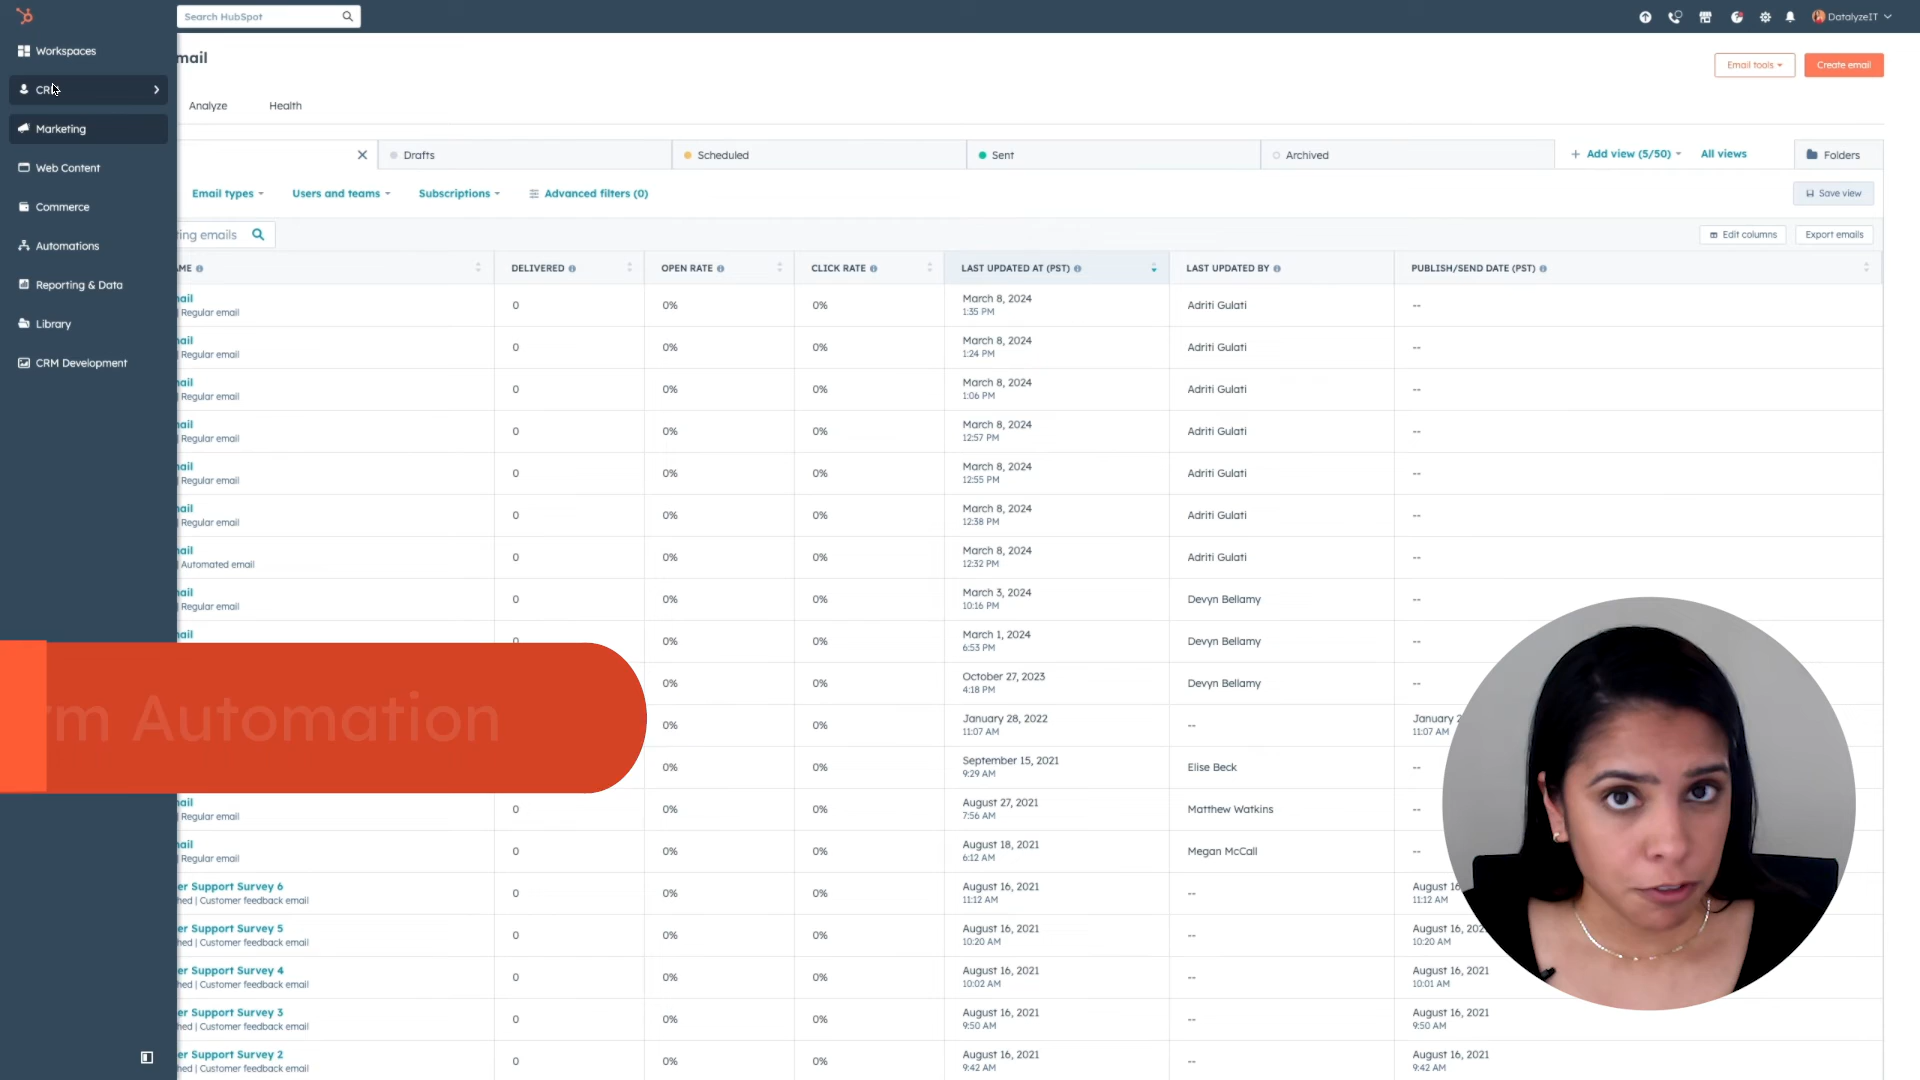 Search HubSpot
DatalyzeIT
Workspaces
CRM
Marketing
Web Content
Commerce
Automations
Reporting & Data
Library
CRM Development
mail
Email tools
Create email
Analyze
Health
Drafts
Scheduled
Sent
Archived
+ Add view (5/50)
All views
Folders
Email types
Users and teams
Subscriptions
Advanced filters (0)
Save view
ting emails
Edit columns
Export emails
AME
DELIVERED
OPEN RATE
CLICK RATE
LAST UPDATED AT (PST)
LAST UPDATED BY
PUBLISH/SEND DATE (PST)
nail
| Regular email
0
0%
0%
March 8, 2024
1:35 PM
Adriti Gulati
--
nail
| Regular email
0
0%
0%
March 8, 2024
1:24 PM
Adriti Gulati
--
nail
| Regular email
0
0%
0%
March 8, 2024
1:06 PM
Adriti Gulati
--
nail
| Regular email
0
0%
0%
March 8, 2024
12:57 PM
Adriti Gulati
--
nail
| Regular email
0
0%
0%
March 8, 2024
12:55 PM
Adriti Gulati
--
nail
| Regular email
0
0%
0%
March 8, 2024
12:38 PM
Adriti Gulati
--
nail
| Automated email
0
0%
0%
March 8, 2024
12:32 PM
Adriti Gulati
--
nail
| Regular email
0
0%
0%
March 3, 2024
10:16 PM
Devyn Bellamy
--
nail
0
0%
0%
March 1, 2024
6:53 PM
Devyn Bellamy
--
0%
0%
October 27, 2023
4:18 PM
Devyn Bellamy
--
rm Automation
0%
0%
January 28, 2022
11:07 AM
--
January 2
11:07 AM
0%
0%
September 15, 2021
9:29 AM
Elise Beck
--
nail
| Regular email
0
0%
0%
August 27, 2021
7:56 AM
Matthew Watkins
--
nail
| Regular email
0
0%
0%
August 18, 2021
6:12 AM
Megan McCall
--
er Support Survey 6
hed | Customer feedback email
0
0%
0%
August 16, 2021
11:12 AM
--
August 16
11:12 AM
er Support Survey 5
hed | Customer feedback email
0
0%
0%
August 16, 2021
10:20 AM
--
August 16, 202
10:20 AM
er Support Survey 4
hed | Customer feedback email
0
0%
0%
August 16, 2021
10:02 AM
--
August 16, 2021
10:01 AM
er Support Survey 3
hed | Customer feedback email
0
0%
0%
August 16, 2021
9:50 AM
--
August 16, 2021
9:50 AM
er Support Survey 2
hed | Customer feedback email
0
0%
0%
August 16, 2021
9:42 AM
--
August 16, 2021
9:42 AM